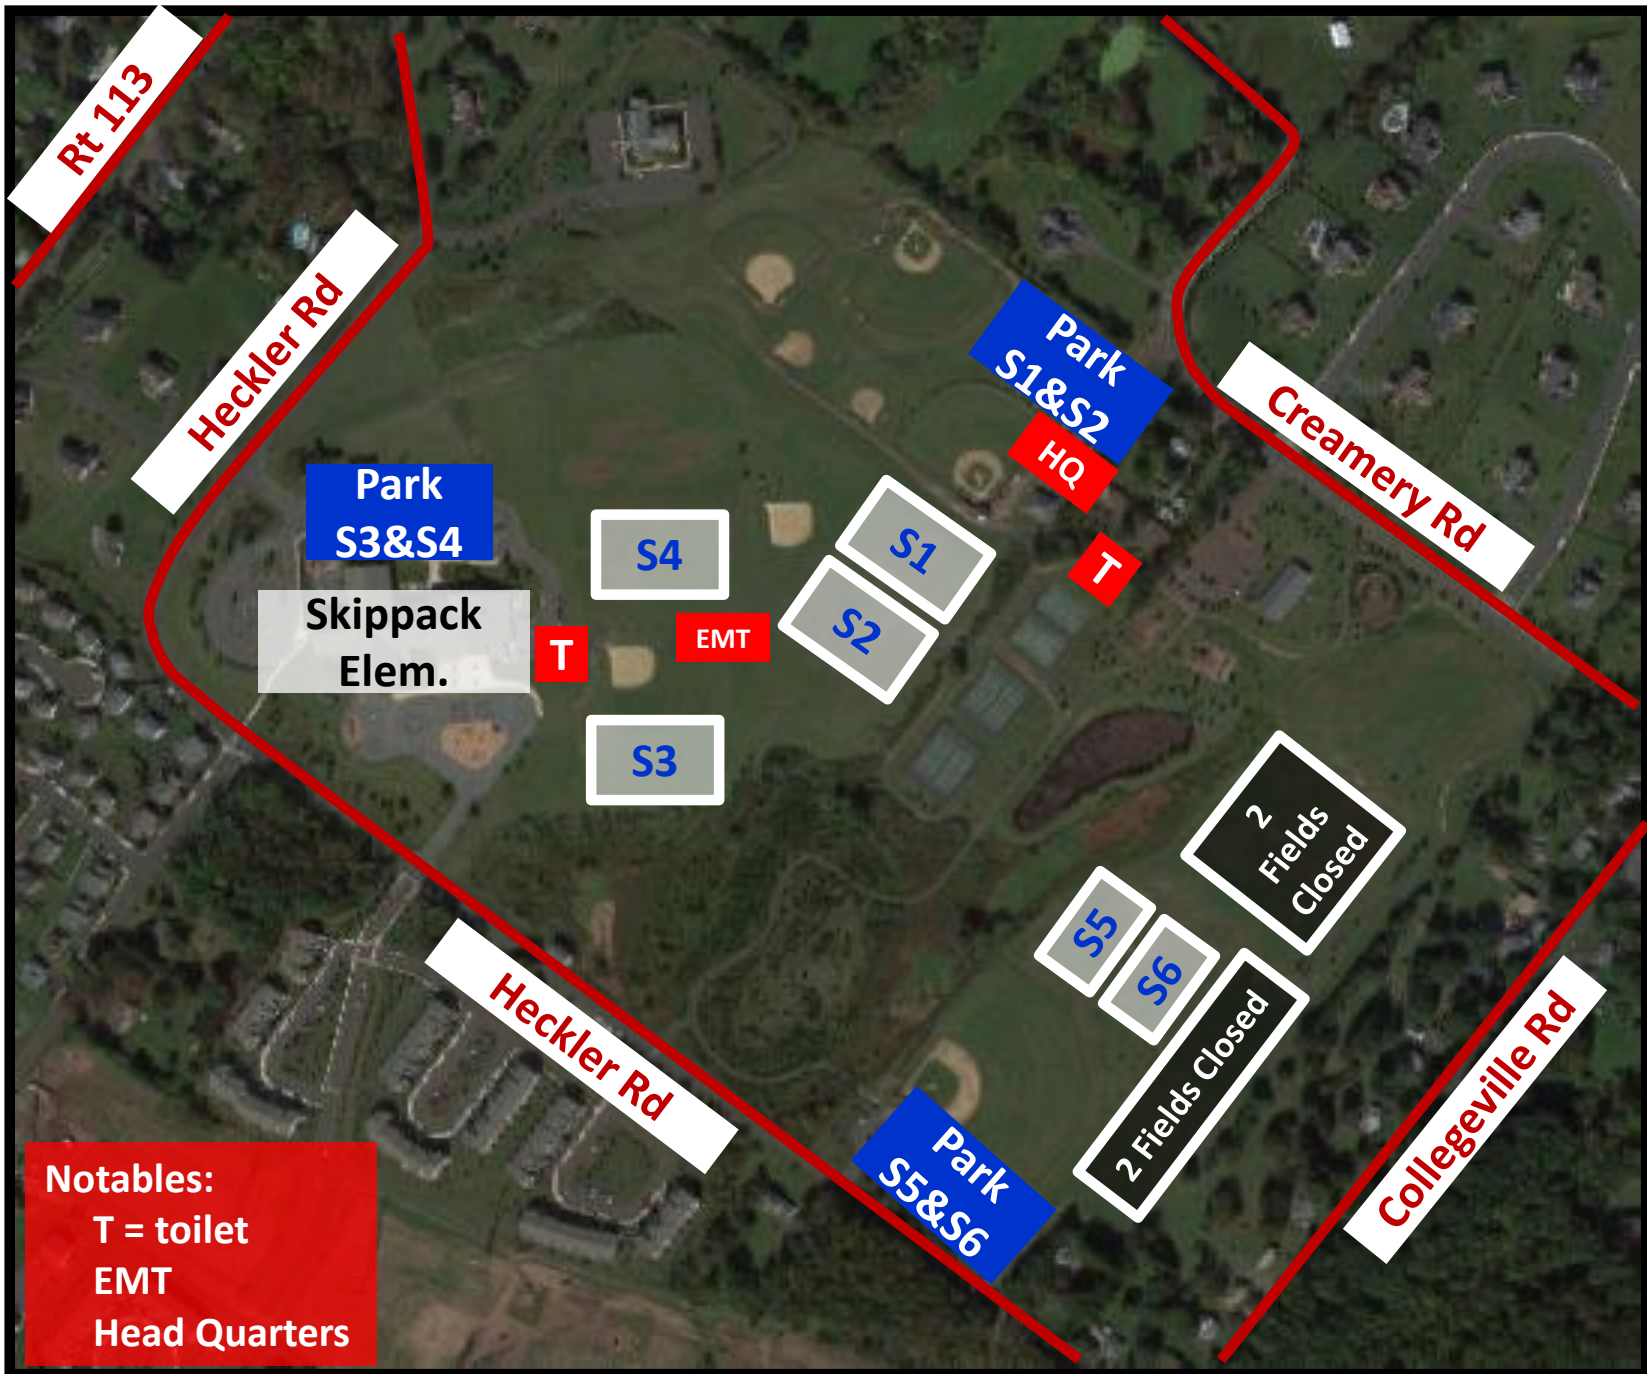 Rt 113
Heckler Rd
Park
S1&S2
HQ
Creamery Rd
Park
S3&S4
S4
S1
S2
T
Skippack
Elem.
T
EMT
S3
2
Fields
Closed
S5
S6
2 Fields Closed
Heckler Rd
Collegeville Rd
Park
S5&S6
Notables:
T = toilet
EMT
Head Quarters